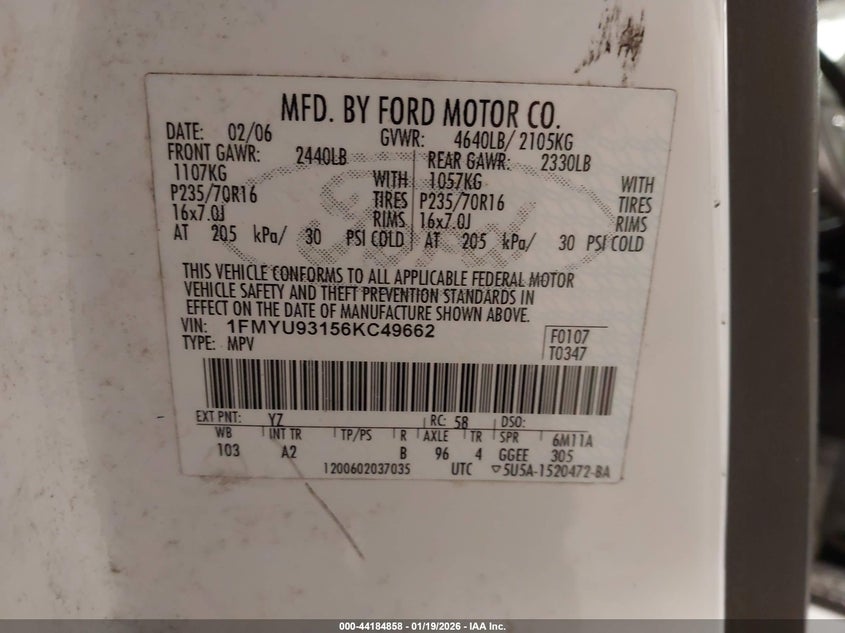 MFD. BY FORD MOTOR CO.
DATE: 02/06 GVWR: 4640LB/ 2105KG
FRONT GAWR: 2440LB REAR GAWR: 2330LB
1107KG WITH 1057KG WITH
P235/70R16 TIRES P235/70R16 TIRES
16x7.0J RIMS 16x7.0J RIMS
AT 205 kPa/ 30 PSI COLD AT 205 kPa/ 30 PSI COLD
THIS VEHICLE CONFORMS TO ALL APPLICABLE FEDERAL MOTOR
VEHICLE SAFETY AND THEFT PREVENTION STANDARDS IN
EFFECT ON THE DATE OF MANUFACTURE SHOWN ABOVE.
VIN: 1FMYU93156KC49662
TYPE: MPV
F0107
T0347
EXT PNT: YZ RC: 58 DSO:
WB INT TR TP/PS R AXLE TR SPR 6M11A
103 A2 B 96 4 GGEE 305
1200602037035 UTC ▽5U5A-1520472-BA
000-44184858 - 01/19/2026 - IAA Inc.